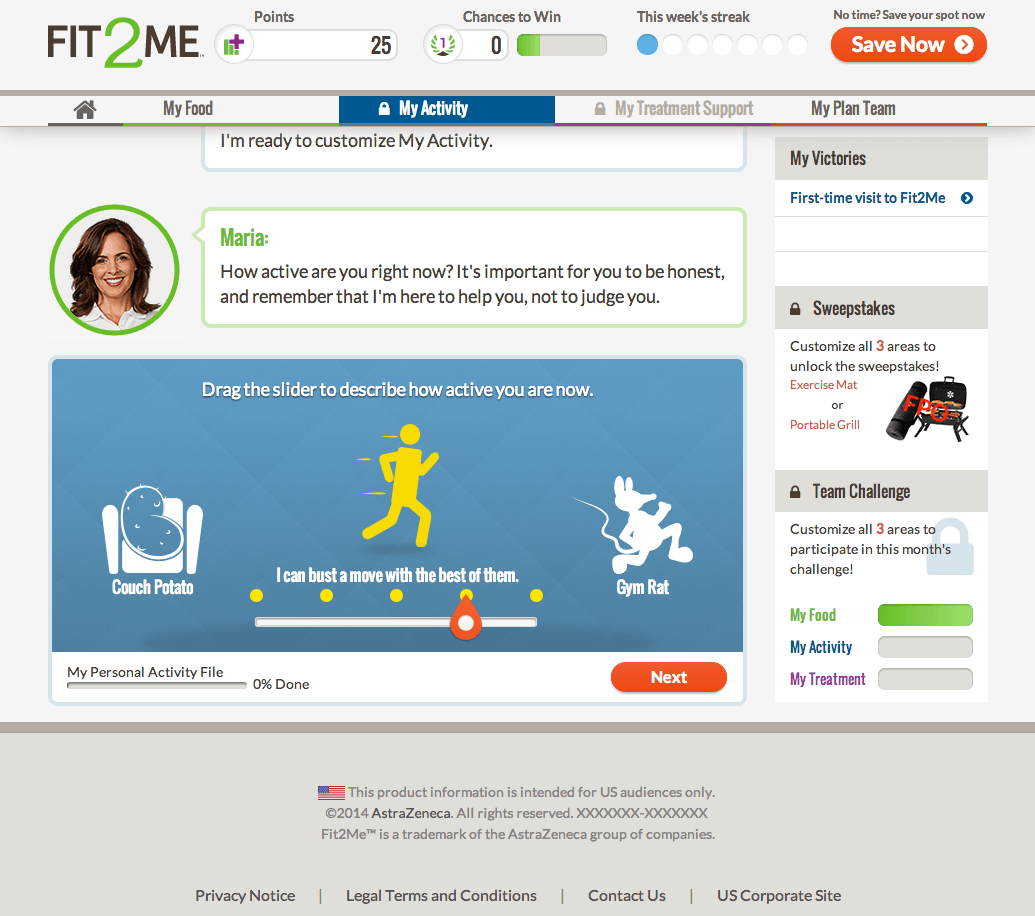 FIT2ME™
Points
25
Chances to Win
1
0
This week's streak
No time? Save your spot now
Save Now
My Food
My Activity
My Treatment Support
My Plan Team
I'm ready to customize My Activity.
Maria:
How active are you right now? It's important for you to be honest,
and remember that I'm here to help you, not to judge you.
Drag the slider to describe how active you are now.
Couch Potato
I can bust a move with the best of them.
Gym Rat
My Personal Activity File
0% Done
Next
My Victories
First-time visit to Fit2Me
Sweepstakes
Customize all 3 areas to
unlock the sweepstakes!
Exercise Mat
or
Portable Grill
FPO
Team Challenge
Customize all 3 areas to
participate in this month's
challenge!
My Food
My Activity
My Treatment
This product information is intended for US audiences only.
©2014 AstraZeneca. All rights reserved. XXXXXXX-XXXXXXX
Fit2Me™ is a trademark of the AstraZeneca group of companies.
Privacy Notice | Legal Terms and Conditions | Contact Us | US Corporate Site